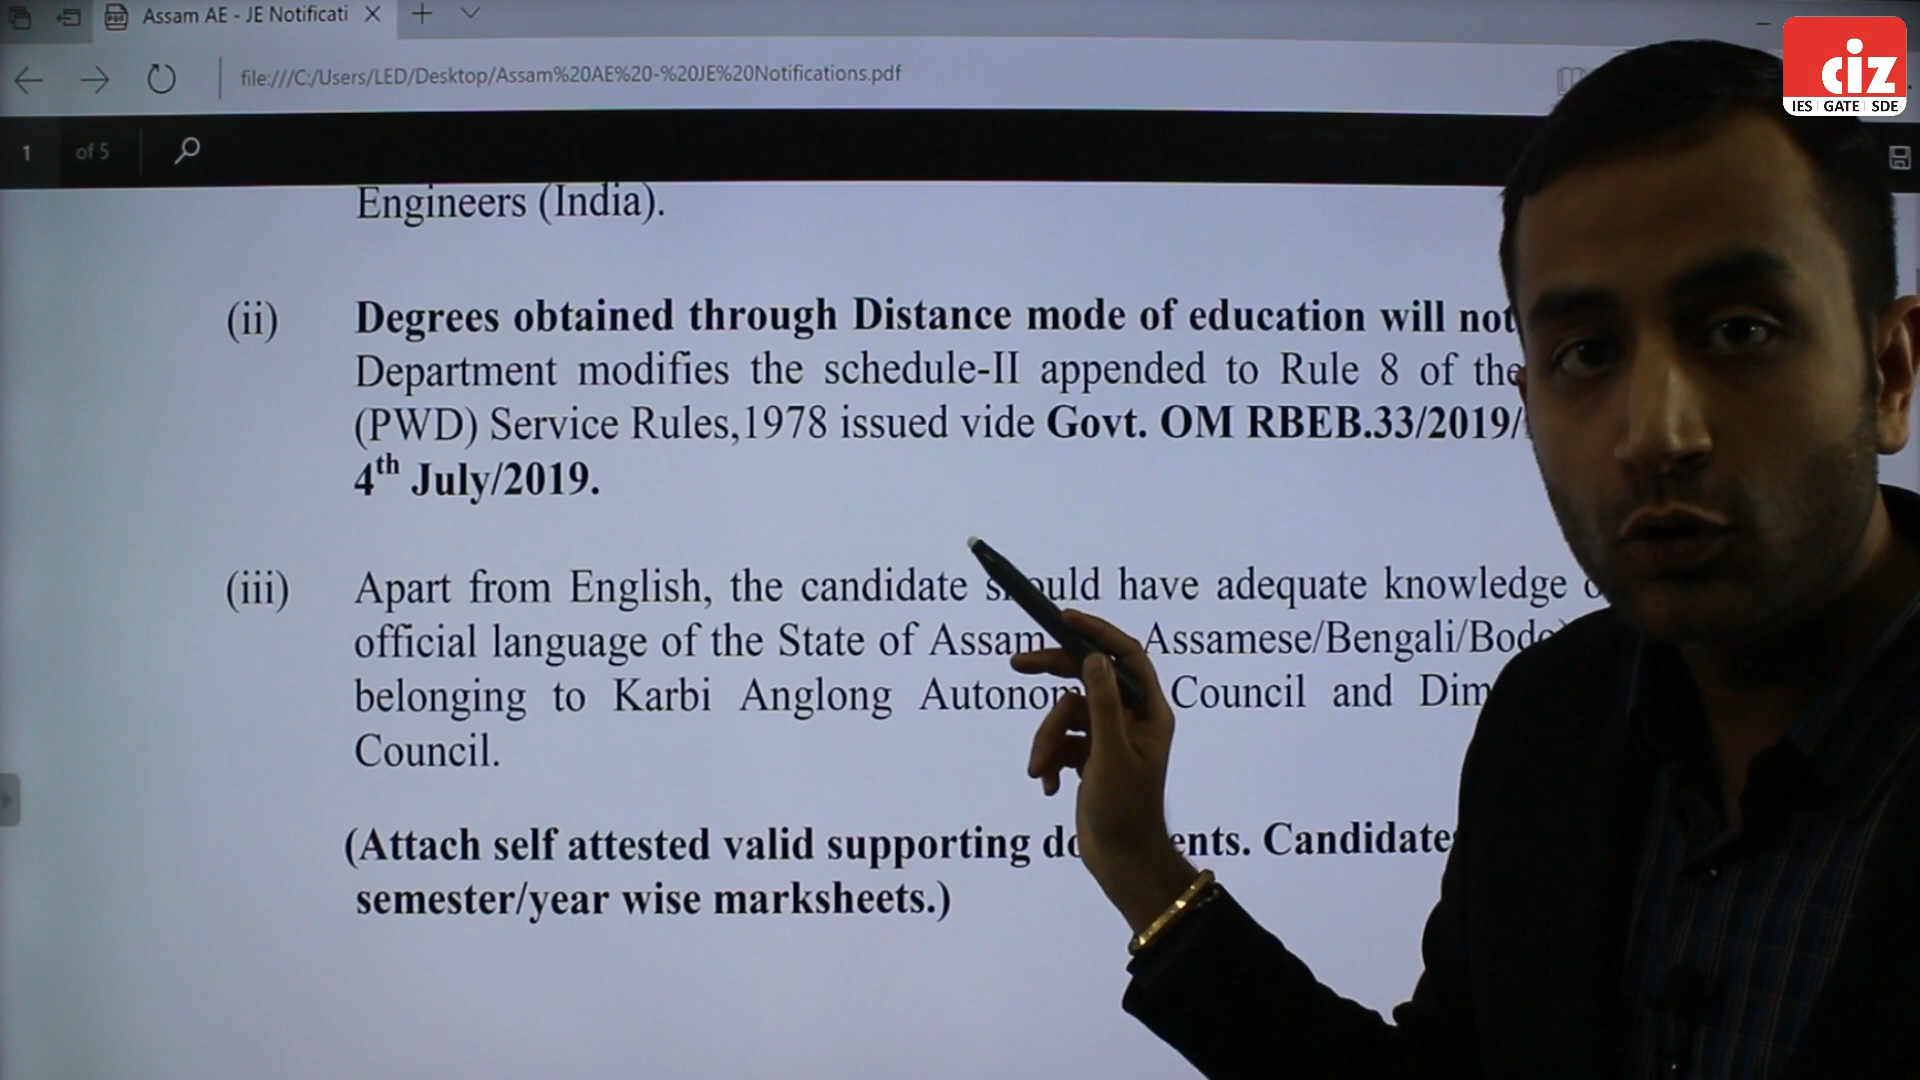 Assam AE - JE Notificati
file:///C:/Users/LED/Desktop/Assam%20AE%20-%20JE%20Notifications.pdf
ciz
IES | GATE | SDE
1 of 5
Engineers (India).
(ii) Degrees obtained through Distance mode of education will not
Department modifies the schedule-II appended to Rule 8 of the
(PWD) Service Rules,1978 issued vide Govt. OM RBEB.33/2019/
4th July/2019.
(iii) Apart from English, the candidate should have adequate knowledge
official language of the State of Assam Assamese/Bengali/Bodo
belonging to Karbi Anglong Council and
Council.
(Attach self attested valid supporting documents. Candidate
semester/year wise marksheets.)